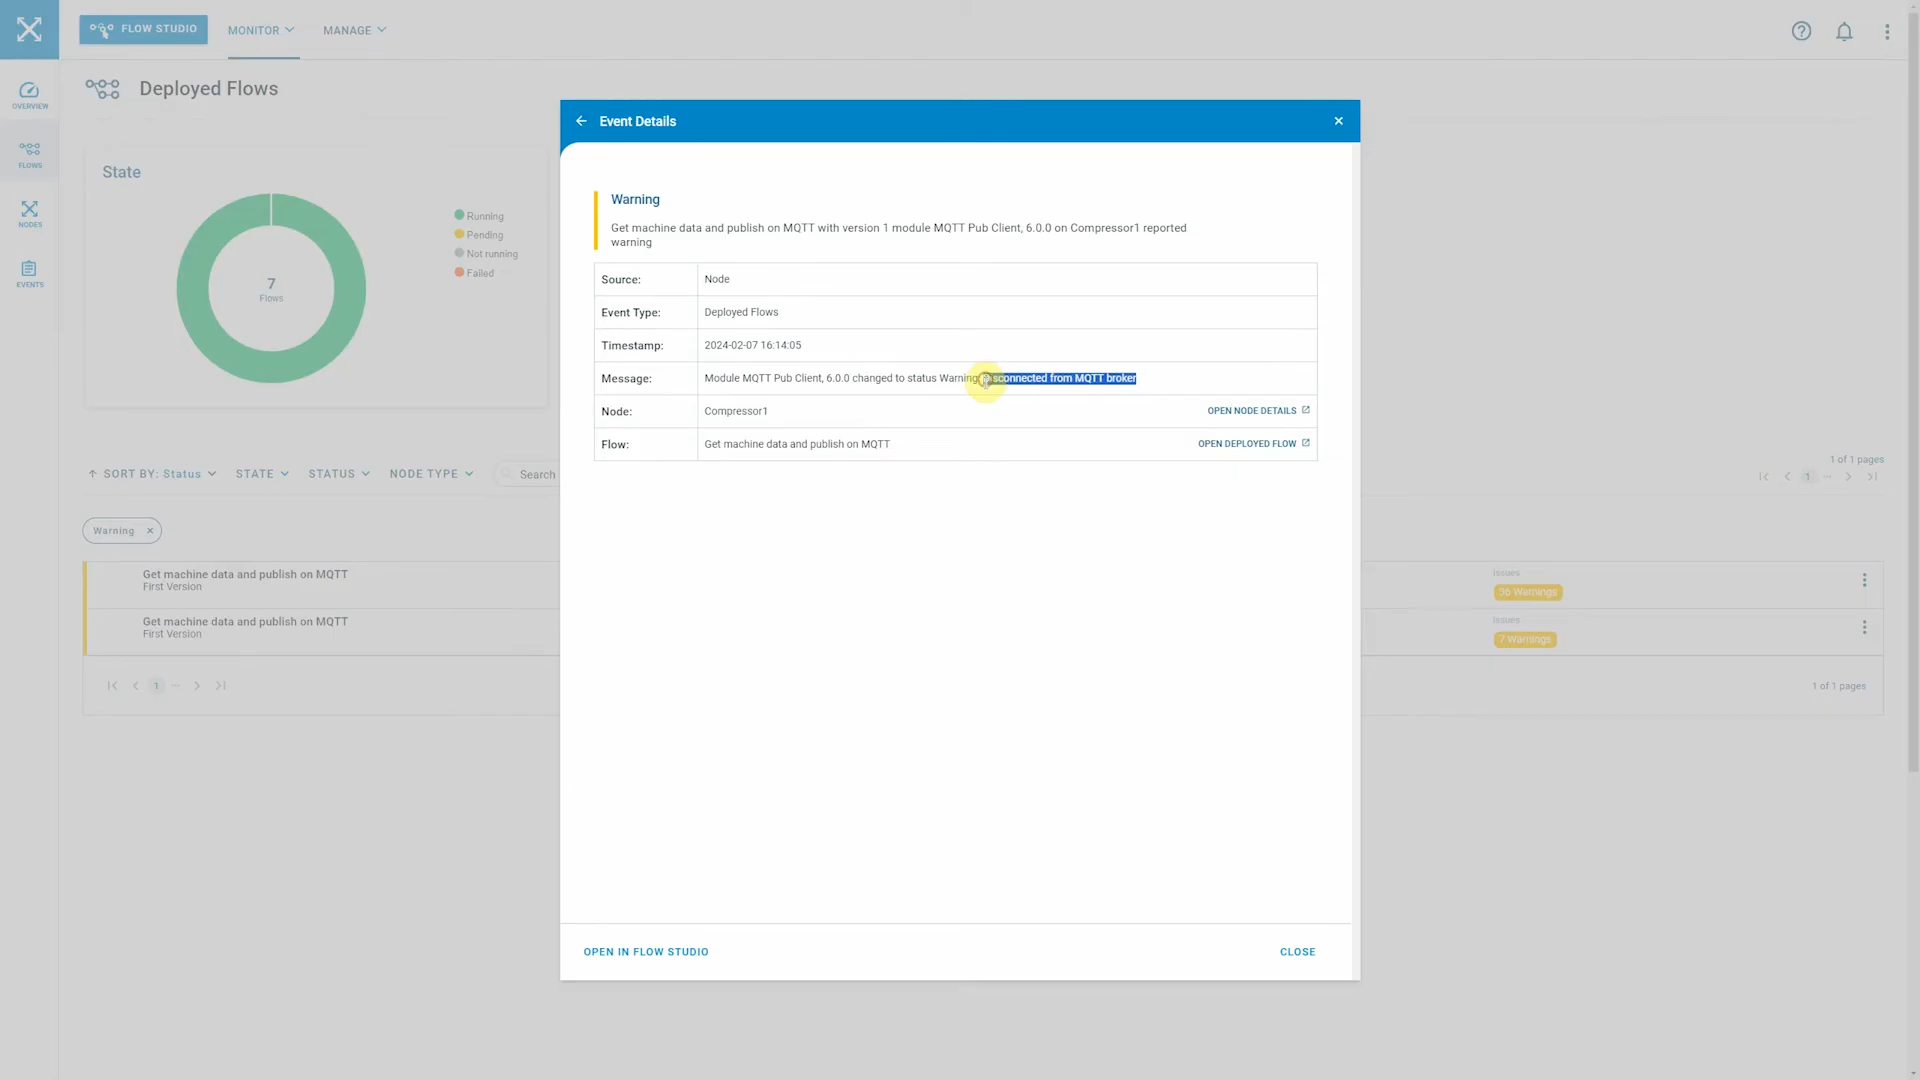 FLOW STUDIO
MONITOR
MANAGE
OVERVIEW
FLOWS
NODES
EVENTS
Deployed Flows
State
7
Flows
Running
Pending
Not running
Failed
SORT BY: Status
STATE
STATUS
NODE TYPE
Search
1 of 1 pages
1
Warning
Get machine data and publish on MQTT
First Version
Issues
36 Warnings
Get machine data and publish on MQTT
First Version
Issues
7 Warnings
1
1 of 1 pages
Event Details
Warning
Get machine data and publish on MQTT with version 1 module MQTT Pub Client, 6.0.0 on Compressor1 reported
warning
Source: Node
Event Type: Deployed Flows
Timestamp: 2024-02-07 16:14:05
Message: Module MQTT Pub Client, 6.0.0 changed to status Warning from MQTT broker
Node: Compressor1 OPEN NODE DETAILS
Flow: Get machine data and publish on MQTT OPEN DEPLOYED FLOW
OPEN IN FLOW STUDIO
CLOSE